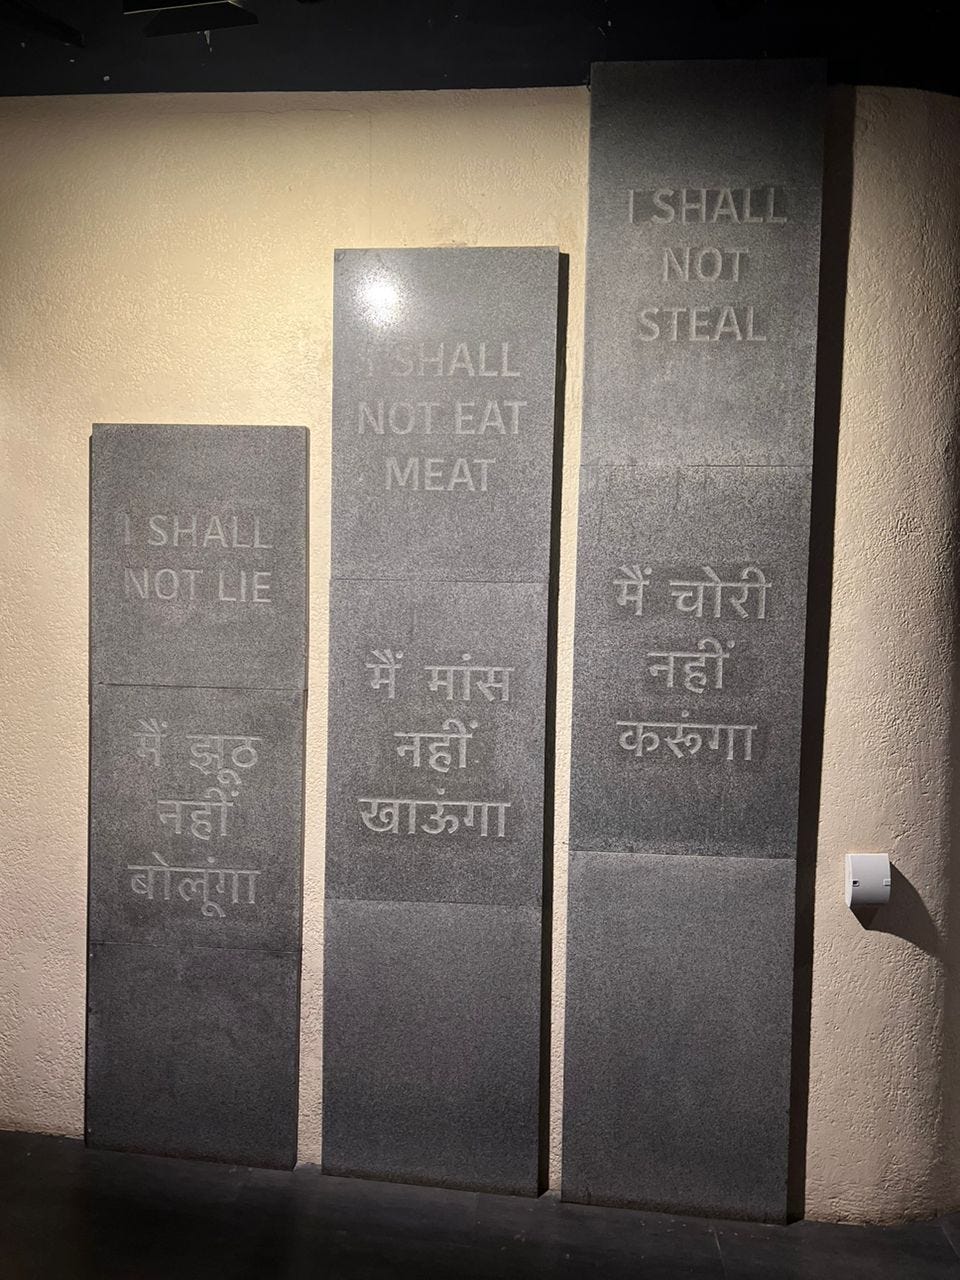 I SHALL
NOT LIE
मैं झूठ
नहीं
बोलूंगा
I SHALL
NOT EAT
MEAT
मैं मांस
नहीं
खाऊंगा
I SHALL
NOT
STEAL
मैं चोरी
नहीं
करूंगा